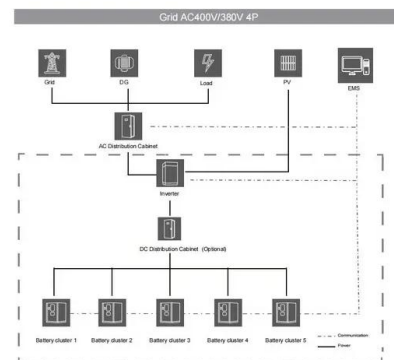 Grid AC400V/380V 4P
Grid DG Load PV EMS
AC Distribution Cabinet
Inverter
DC Distribution Cabinet (Optional)
Battery cluster 1 Battery cluster 2 Battery cluster 3 Battery cluster 4 Battery cluster 5
Communication
Power